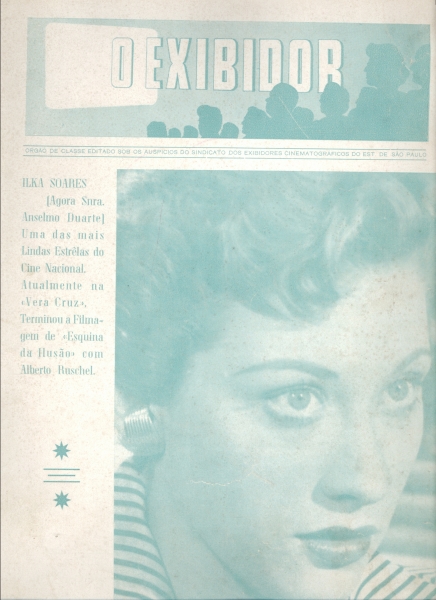 O EXIBIDOR
ORGÃO DE CLASSE EDITADO SOB OS AUSPÍCIOS DO SINDICATO DOS EXIBIDORES CINEMATOGRÁFICOS DO EST. DE SÃO PAULO
ILKA SOARES
[Agora Snra.
Anselmo Duarte]
Uma das mais
Lindas Estrêlas do
Cine Nacional.
Atualmente na
«Vera Cruz»,
Terminou a Filma-
gem de «Esquina
da Ilusão» com
Alberto Ruschel.